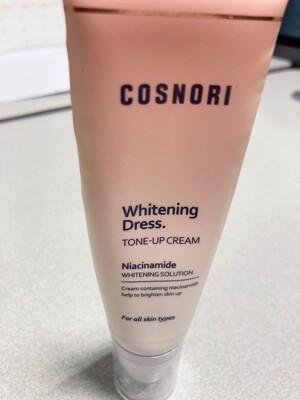 COSNORI
Whitening
Dress.
TONE-UP CREAM
Niacinamide
WHITENING SOLUTION
Cream containing niacinamide
help to brighten skin up
For all skin types